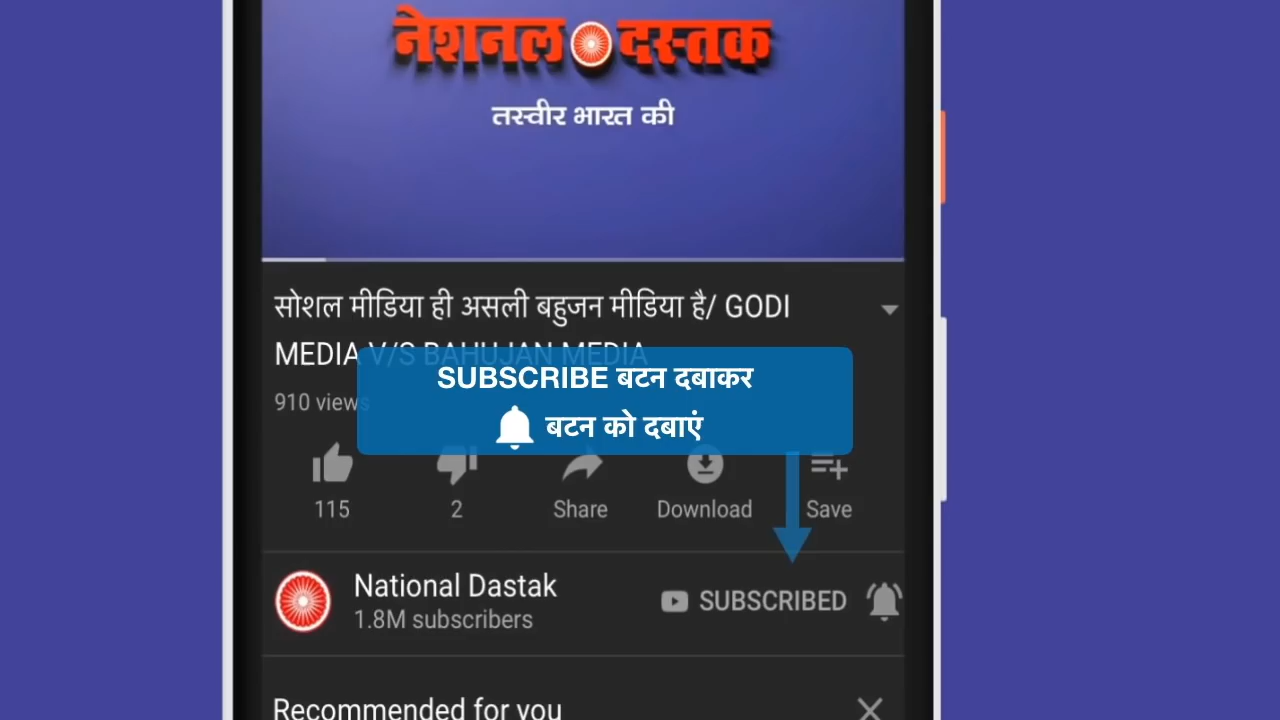 नेशनल दस्तक
तस्वीर भारत की
सोशल मीडिया ही असली बहुजन मीडिया है/ GODI
MEDIA V/S BAHUJAN MEDIA
910 views
SUBSCRIBE बटन दबाकर
बटन को दबाएं
115
2
Share
Download
Save
National Dastak
1.8M subscribers
SUBSCRIBED
Recommended for you